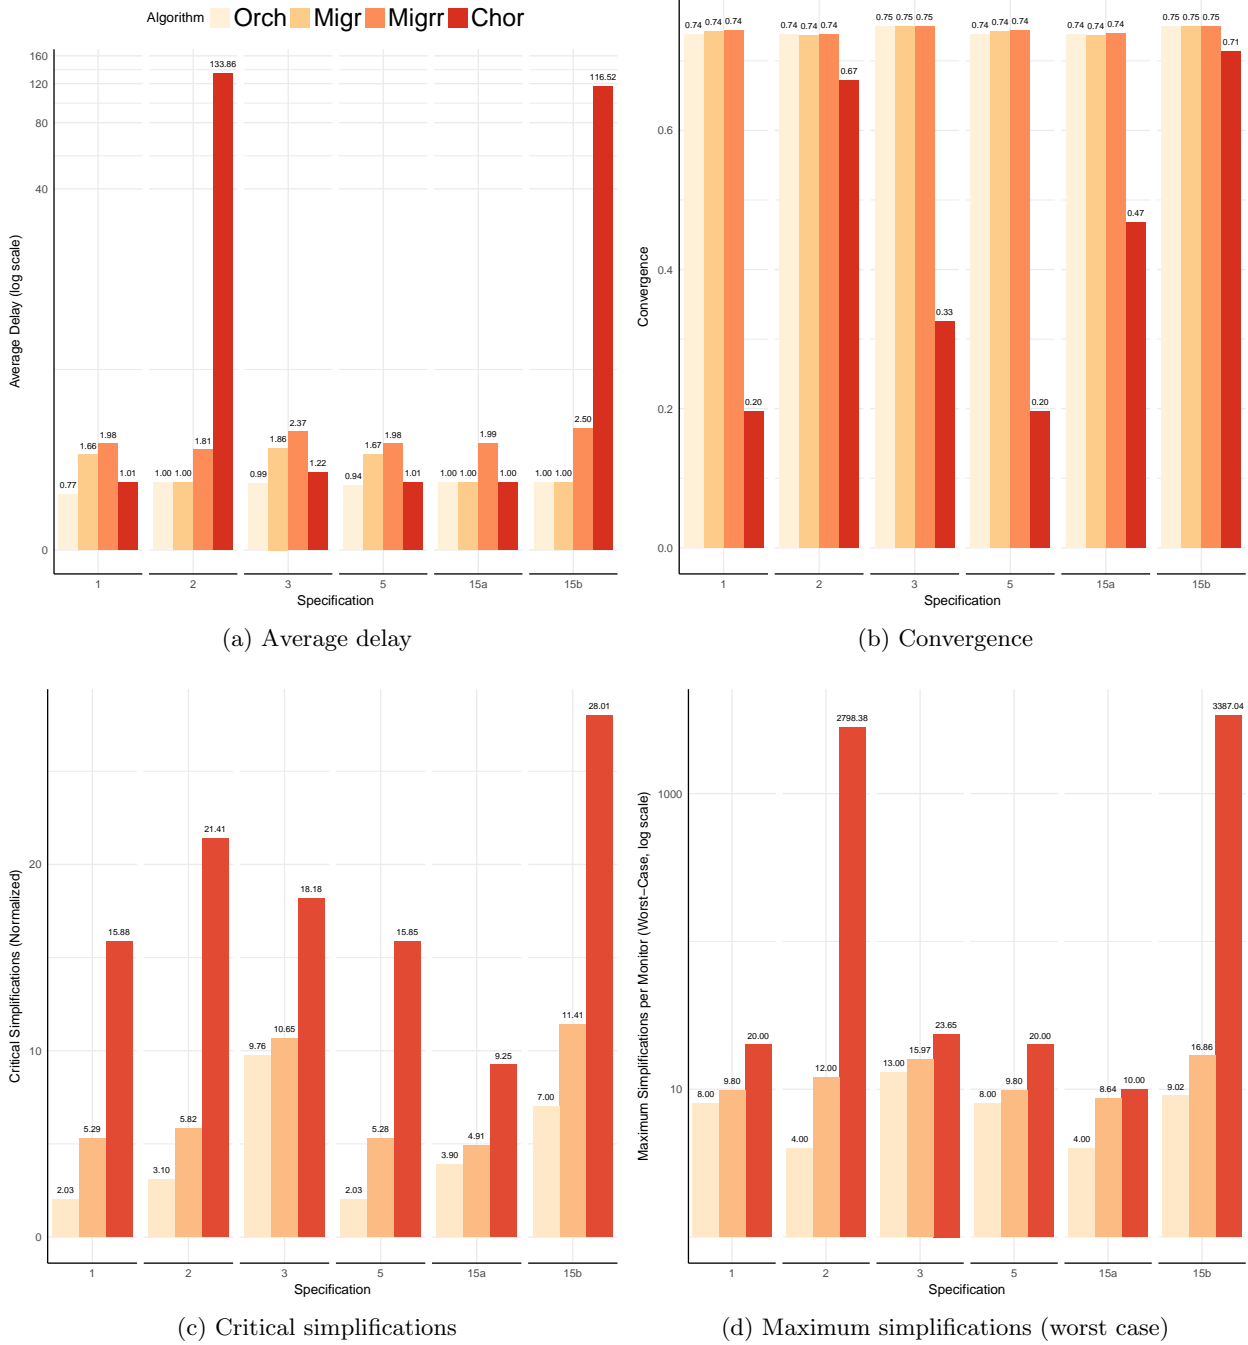 Algorithm Orch Migr Migrr Chor
Average Delay (log scale)
160
120
80
40
0
0.77 1.66 1.98 1.01
1.00 1.00 1.81 133.86
0.99 1.86 2.37 1.22
0.94 1.67 1.98 1.01
1.00 1.00 1.99 1.00
1.00 1.00 2.50 116.52
1 2 3 5 15a 15b
Specification
(a) Average delay
Convergence
0.6
0.4
0.2
0.0
0.74 0.74 0.74 0.20
0.74 0.74 0.74 0.67
0.75 0.75 0.75 0.33
0.74 0.74 0.74 0.20
0.74 0.74 0.74 0.47
0.75 0.75 0.75 0.71
1 2 3 5 15a 15b
Specification
(b) Convergence
Critical Simplifications (Normalized)
20
10
0
2.03 5.29 15.88
3.10 5.82 21.41
9.76 10.65 18.18
2.03 5.28 15.85
3.90 4.91 9.25
7.00 11.41 28.01
1 2 3 5 15a 15b
Specification
(c) Critical simplifications
Maximum Simplifications per Monitor (Worst−Case, log scale)
1000
10
8.00 9.80 20.00
4.00 12.00 2798.38
13.00 15.97 23.65
8.00 9.80 20.00
4.00 8.64 10.00
9.02 16.86 3387.04
1 2 3 5 15a 15b
Specification
(d) Maximum simplifications (worst case)